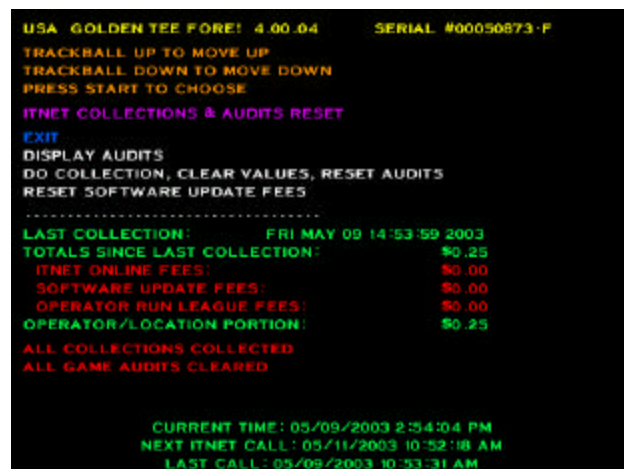 USA GOLDEN TEE FORE! 4.00.04 SERIAL #00050873-F
TRACKBALL UP TO MOVE UP
TRACKBALL DOWN TO MOVE DOWN
PRESS START TO CHOOSE
ITNET COLLECTIONS & AUDITS RESET
EXIT
DISPLAY AUDITS
DO COLLECTION, CLEAR VALUES, RESET AUDITS
RESET SOFTWARE UPDATE FEES
---------------------------------
LAST COLLECTION: FRI MAY 09 14:53:59 2003
TOTALS SINCE LAST COLLECTION: $0.25
ITNET ONLINE FEES: $0.00
SOFTWARE UPDATE FEES: $0.00
OPERATOR RUN LEAGUE FEES: $0.00
OPERATOR/LOCATION PORTION: $0.25
ALL COLLECTIONS COLLECTED
ALL GAME AUDITS CLEARED
CURRENT TIME: 05/09/2003 2:54:04 PM
NEXT ITNET CALL: 05/11/2003 10:52:18 AM
LAST CALL: 05/09/2003 10:53:31 AM